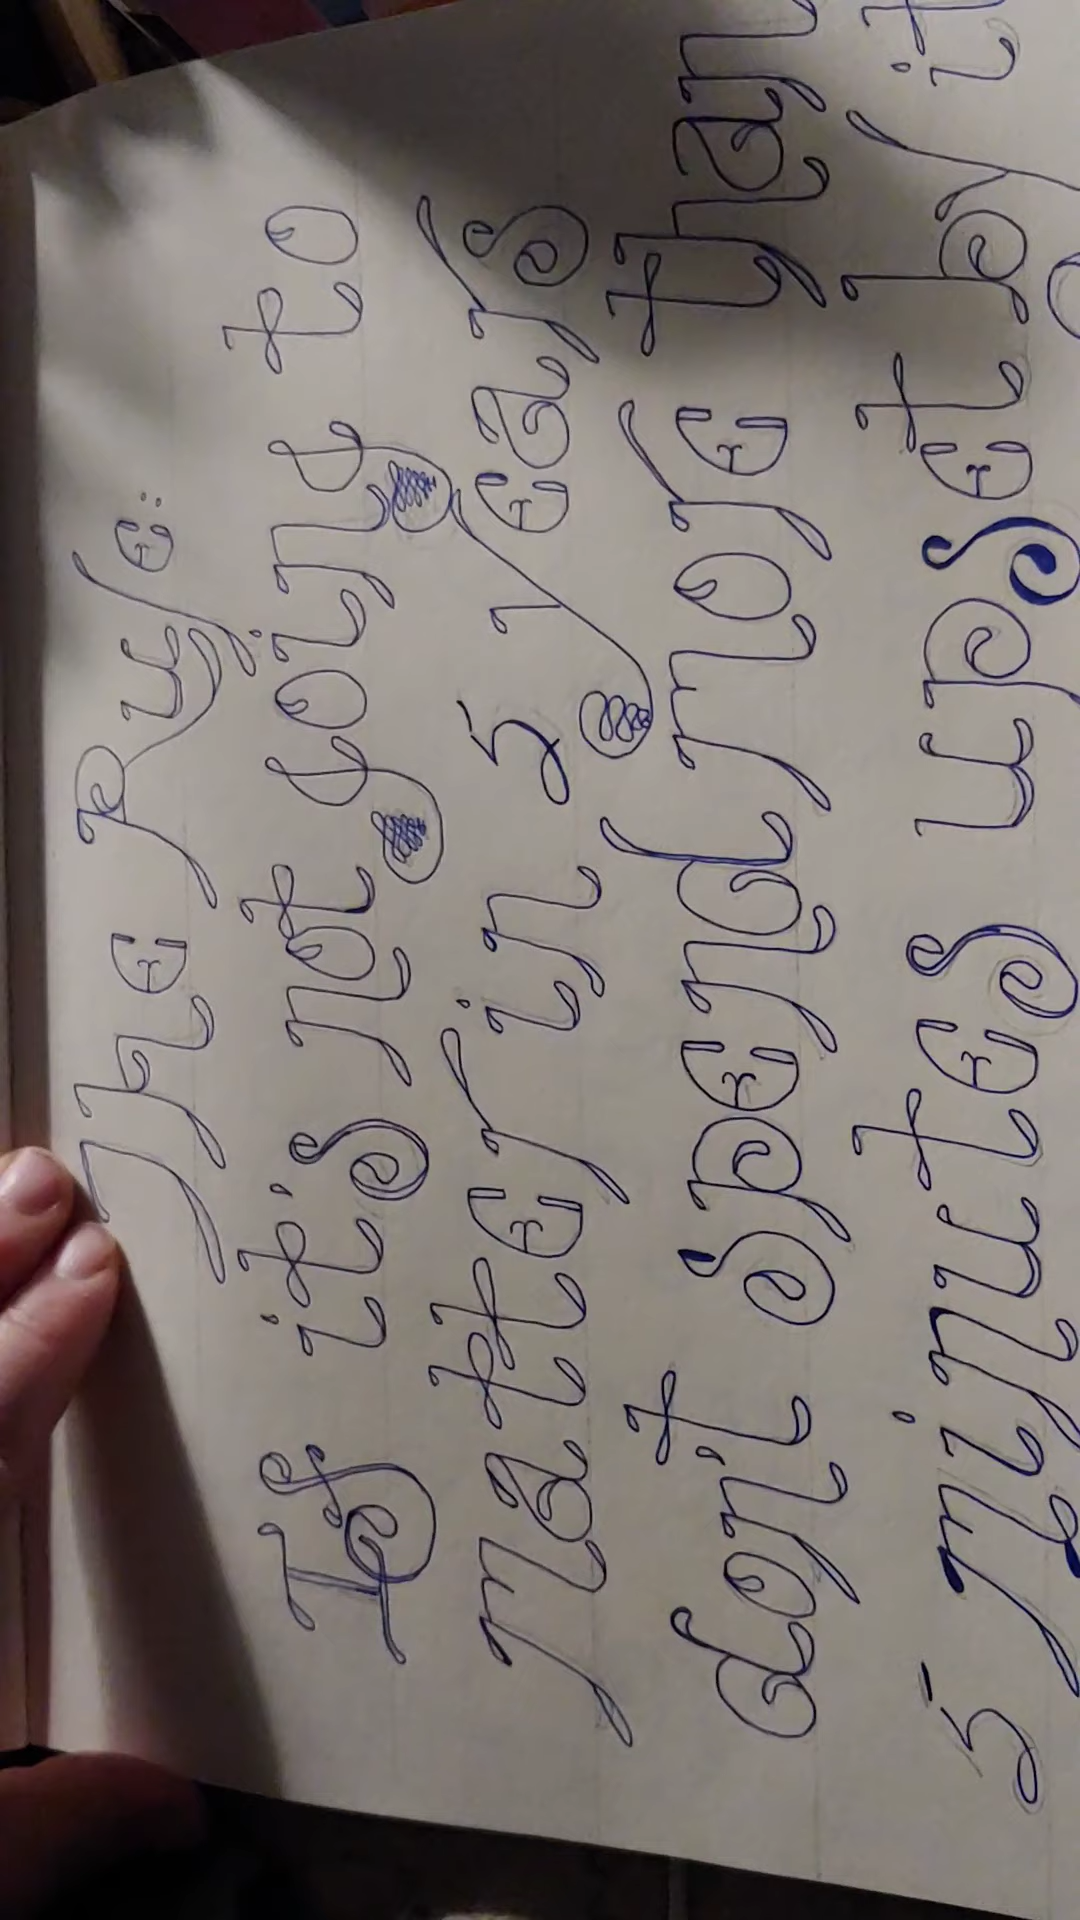 The Rule:
If it's not going to
matter in 5 years
don't spend more than
5 minutes upset by it